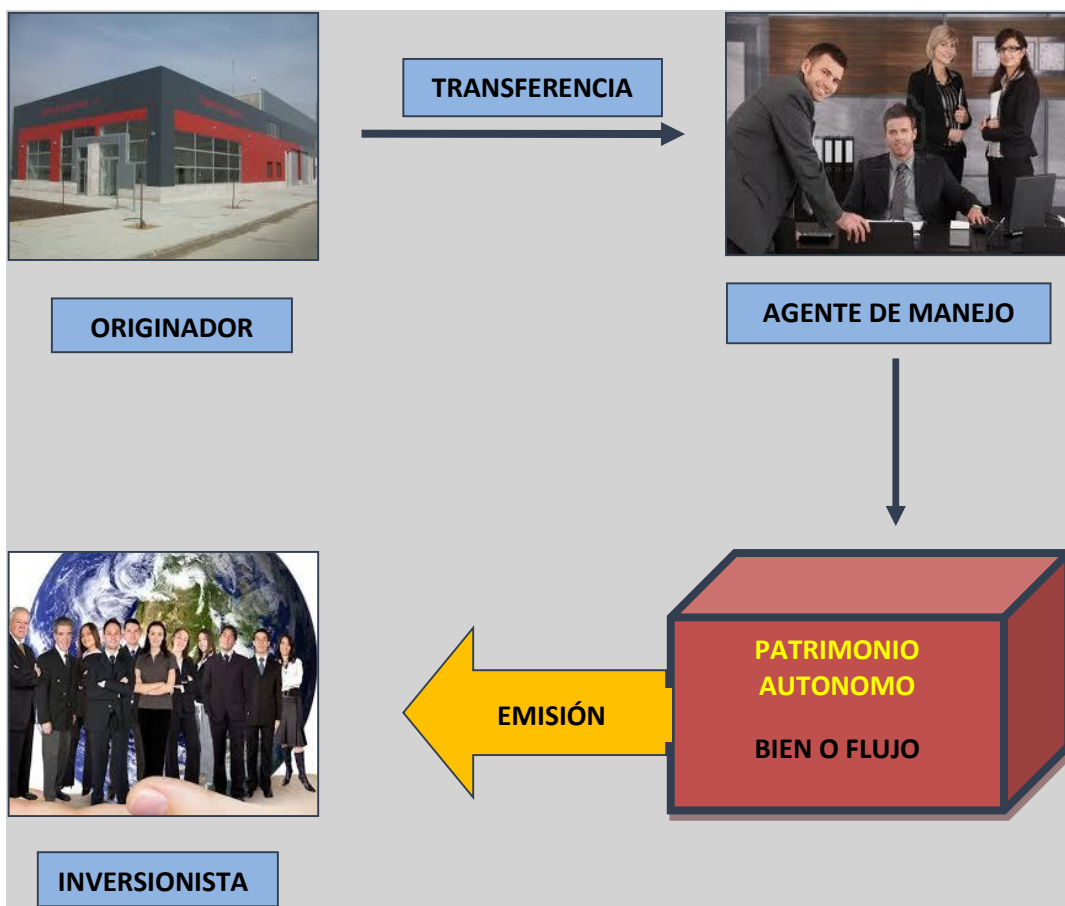 TRANSFERENCIA
ORIGINADOR
AGENTE DE MANEJO
PATRIMONIO
AUTONOMO
BIEN O FLUJO
EMISIÓN
INVERSIONISTA